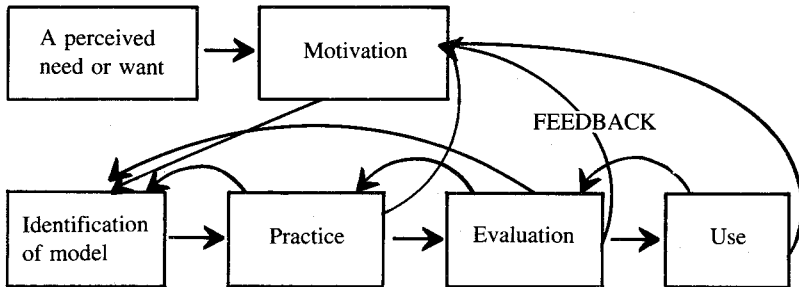 A perceived
need or want
Motivation
FEEDBACK
Identification
of model
Practice
Evaluation
Use